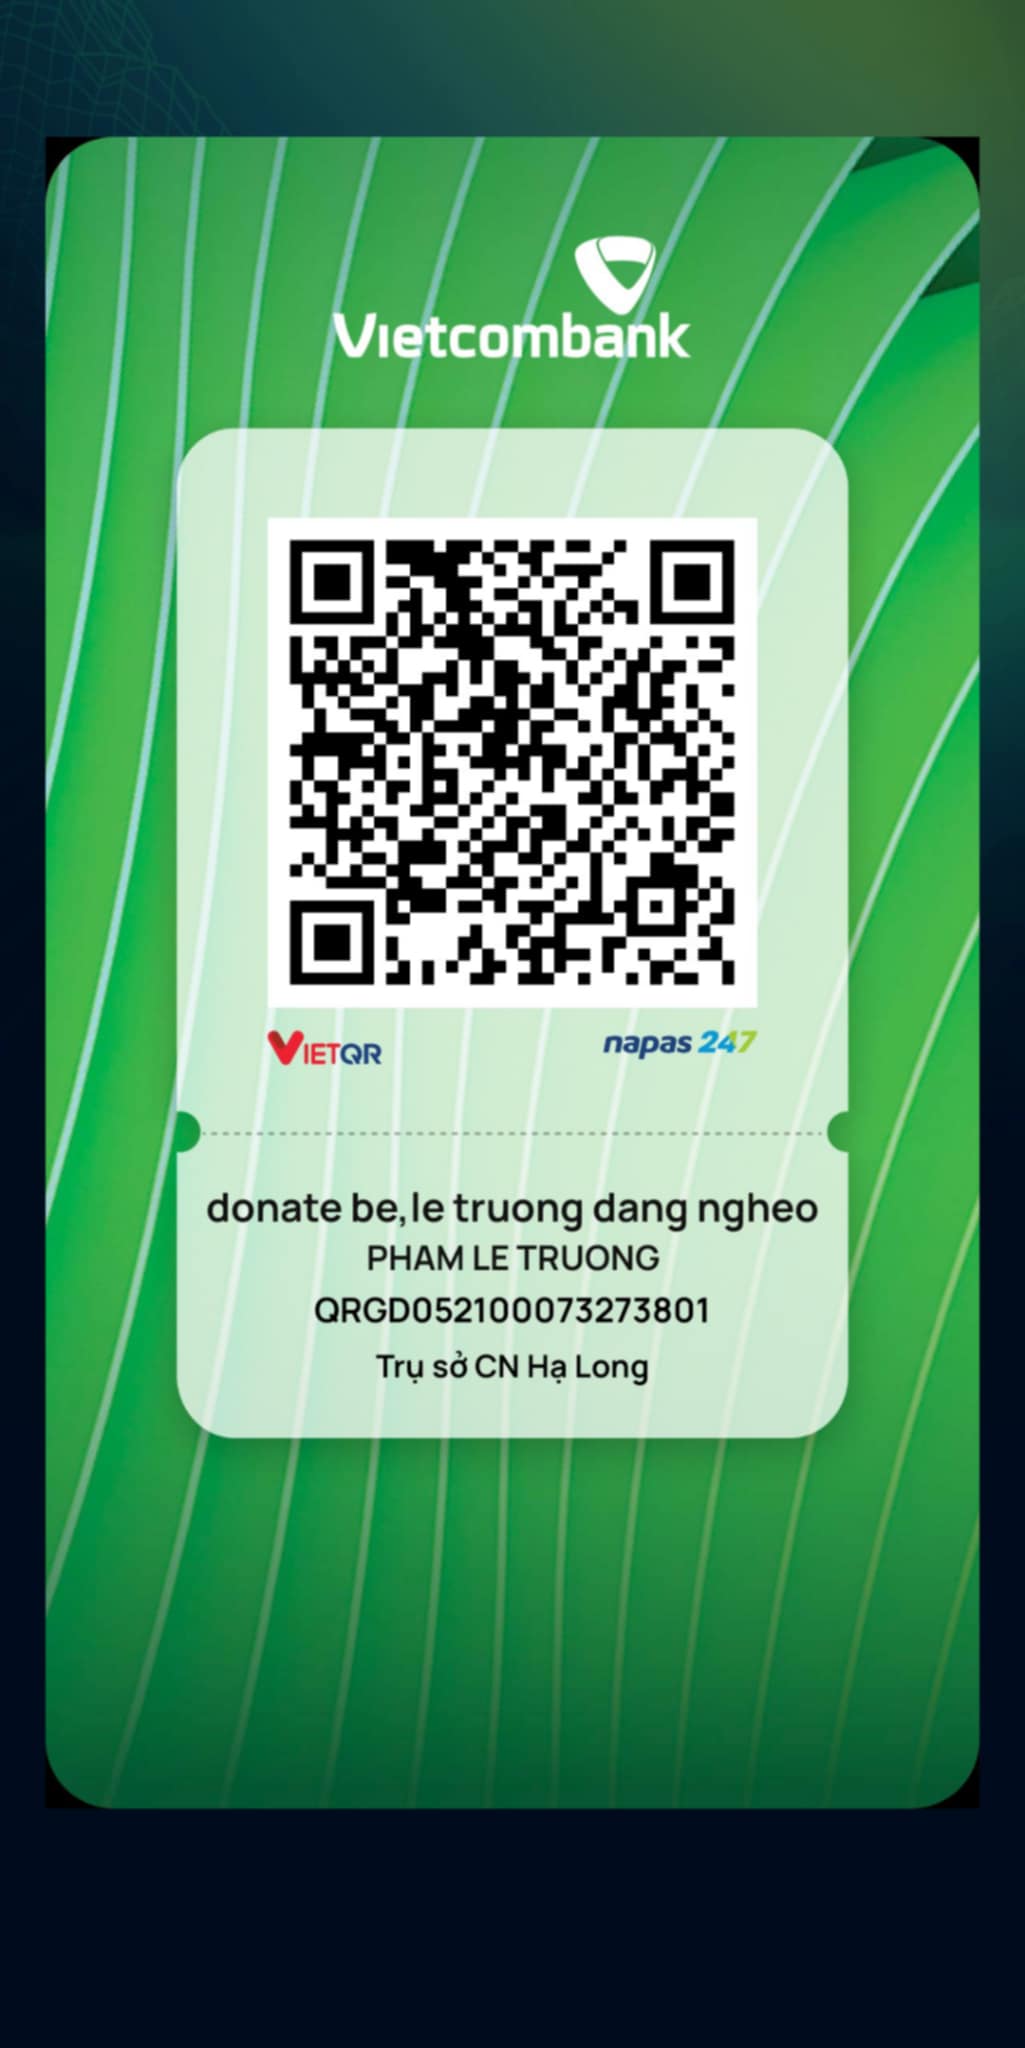 Vietcombank
VIETQR
napas 247
donate be,le truong dang ngheo
PHAM LE TRUONG
QRGD052100073273801
Trụ sở CN Hạ Long